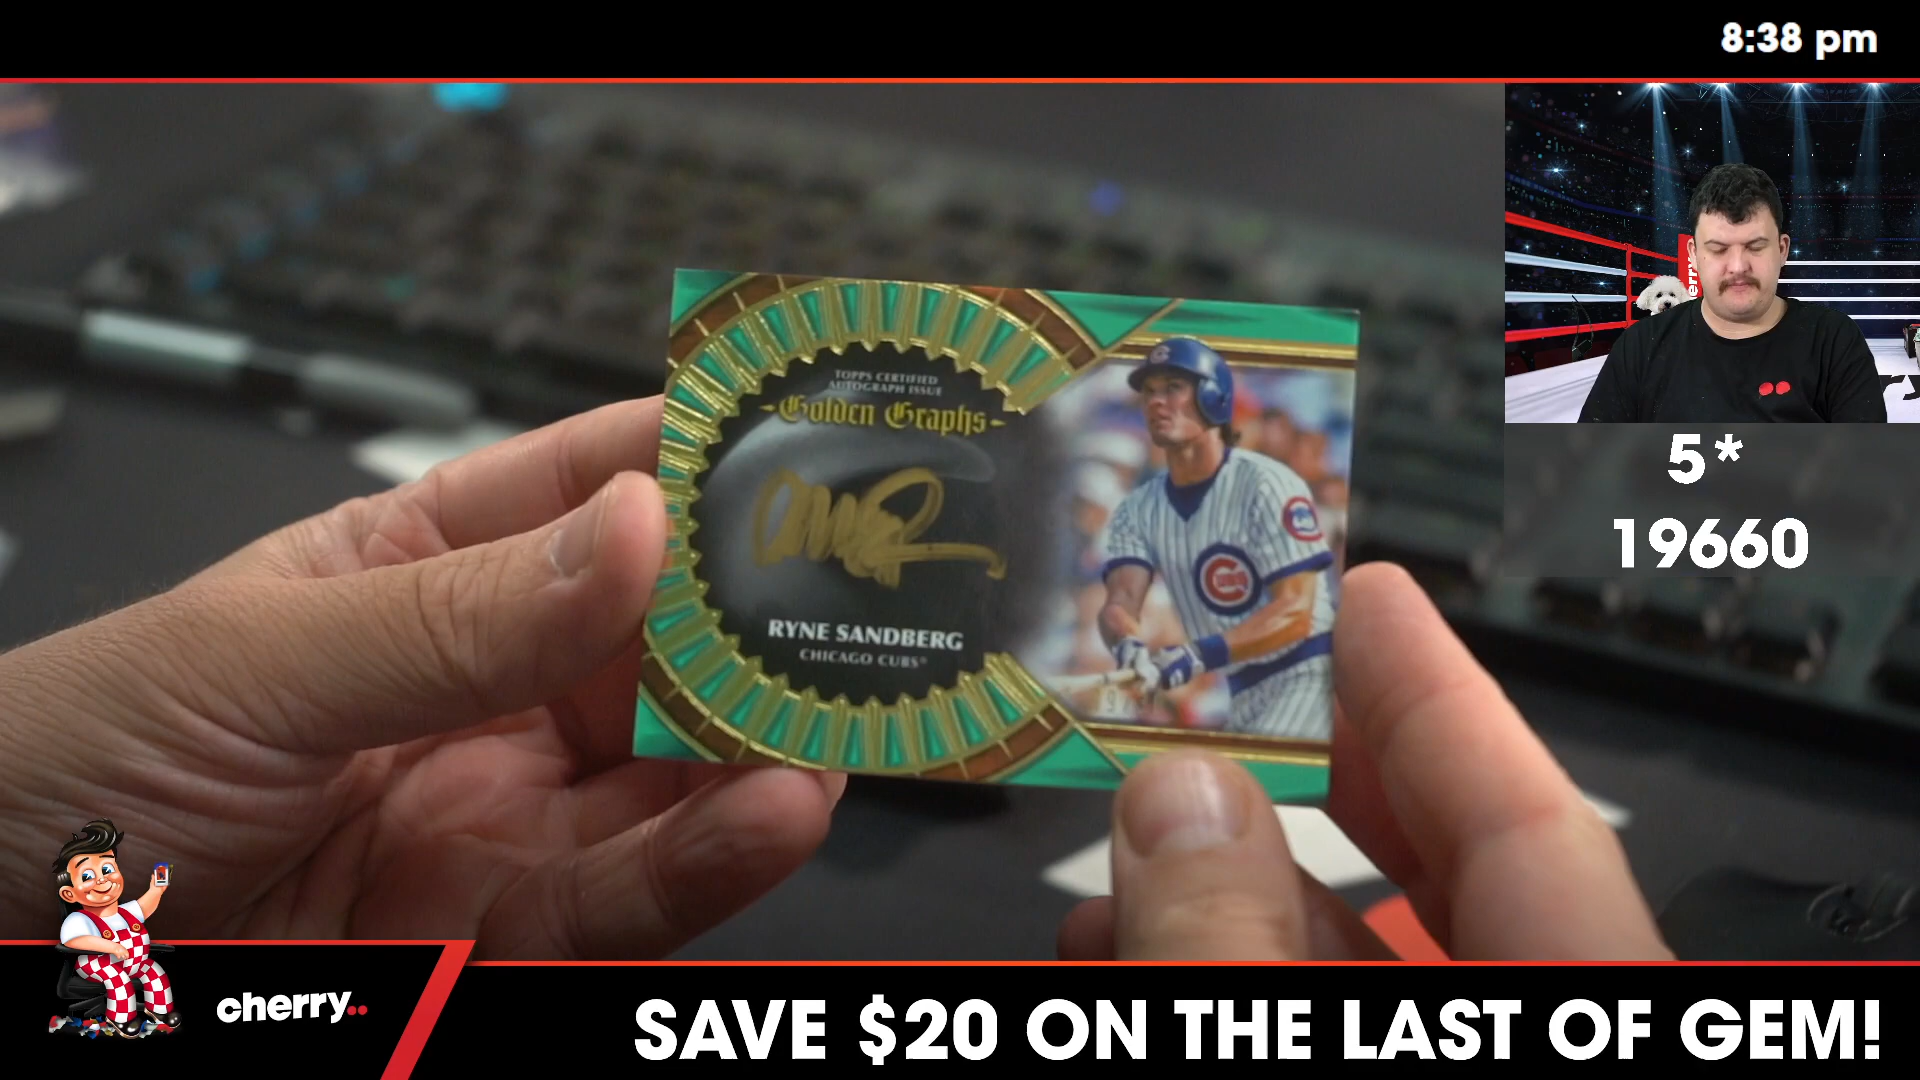 8:38 pm
TOPPS CERTIFIED
AUTOGRAPH ISSUE
-Golden Graphs-
RYNE SANDBERG
CHICAGO CUBS®
CUBS
5*
19660
cherry..
SAVE $20 ON THE LAST OF GEM!